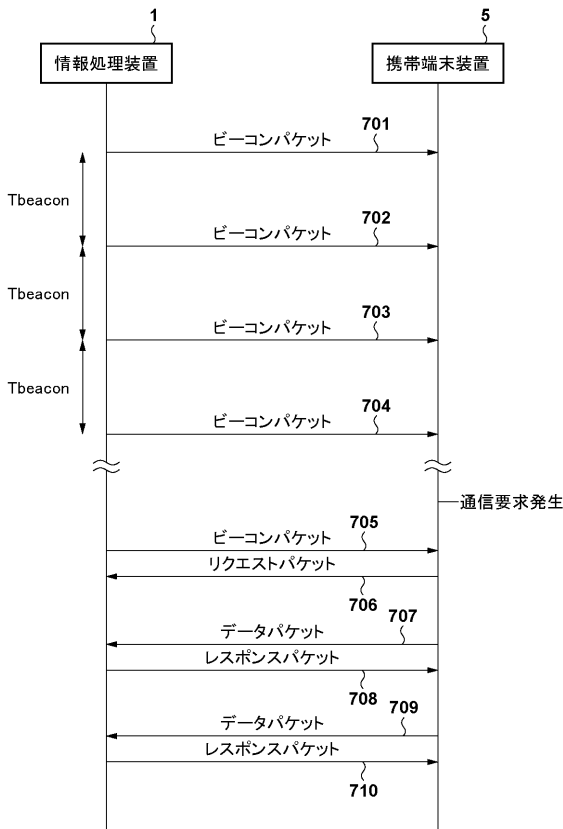 1
5
情報処理装置
携帯端末装置
ビーコンパケット
701
Tbeacon
ビーコンパケット
702
Tbeacon
ビーコンパケット
703
Tbeacon
ビーコンパケット
704
通信要求発生
ビーコンパケット
705
リクエストパケット
706
データパケット
707
レスポンスパケット
708
データパケット
709
レスポンスパケット
710